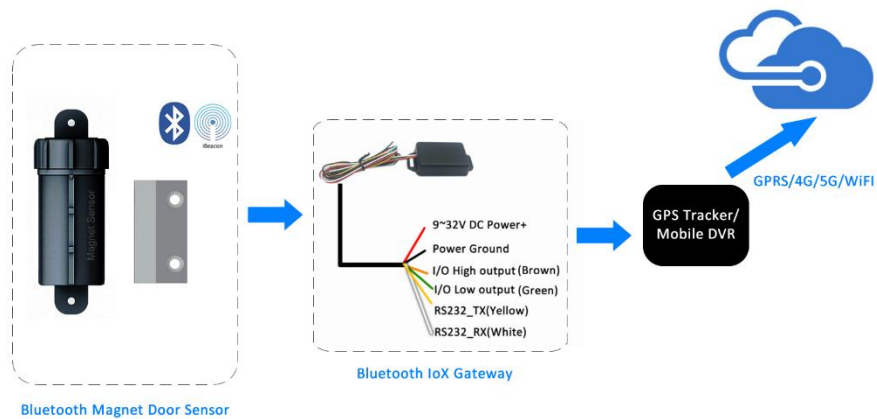 iBeacon
Magnet Sensor
Bluetooth Magnet Door Sensor
9~32V DC Power+
Power Ground
I/O High output (Brown)
I/O Low output (Green)
RS232_TX(Yellow)
RS232_RX(White)
Bluetooth IoX Gateway
GPS Tracker/
Mobile DVR
GPRS/4G/5G/WiFI